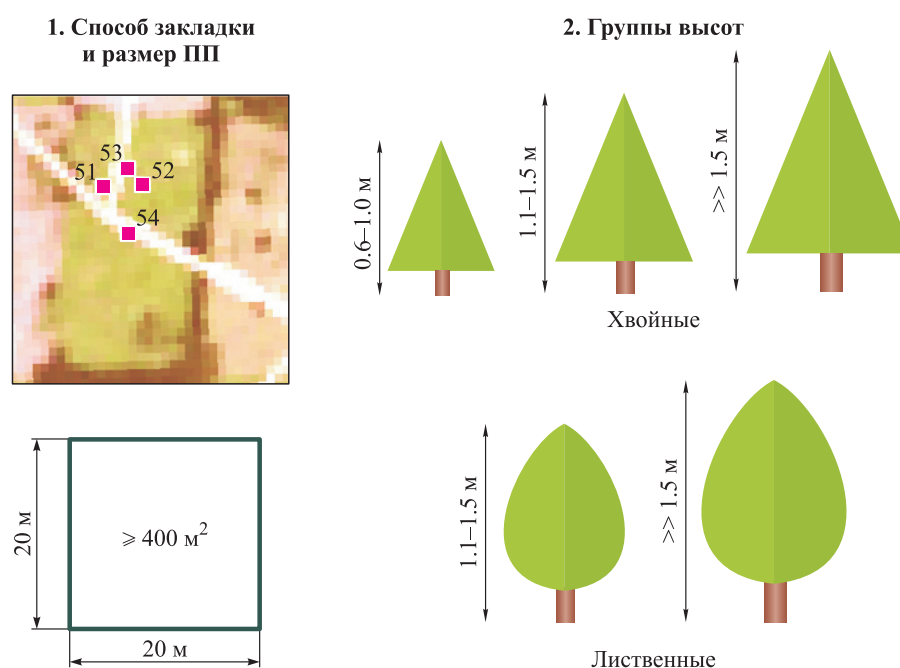 1. Способ закладки
и размер ПП
53
51
52
54
20 м
⩾ 400 м²
20 м
2. Группы высот
0.6–1.0 м
1.1–1.5 м
>> 1.5 м
Хвойные
1.1–1.5 м
>> 1.5 м
Лиственные